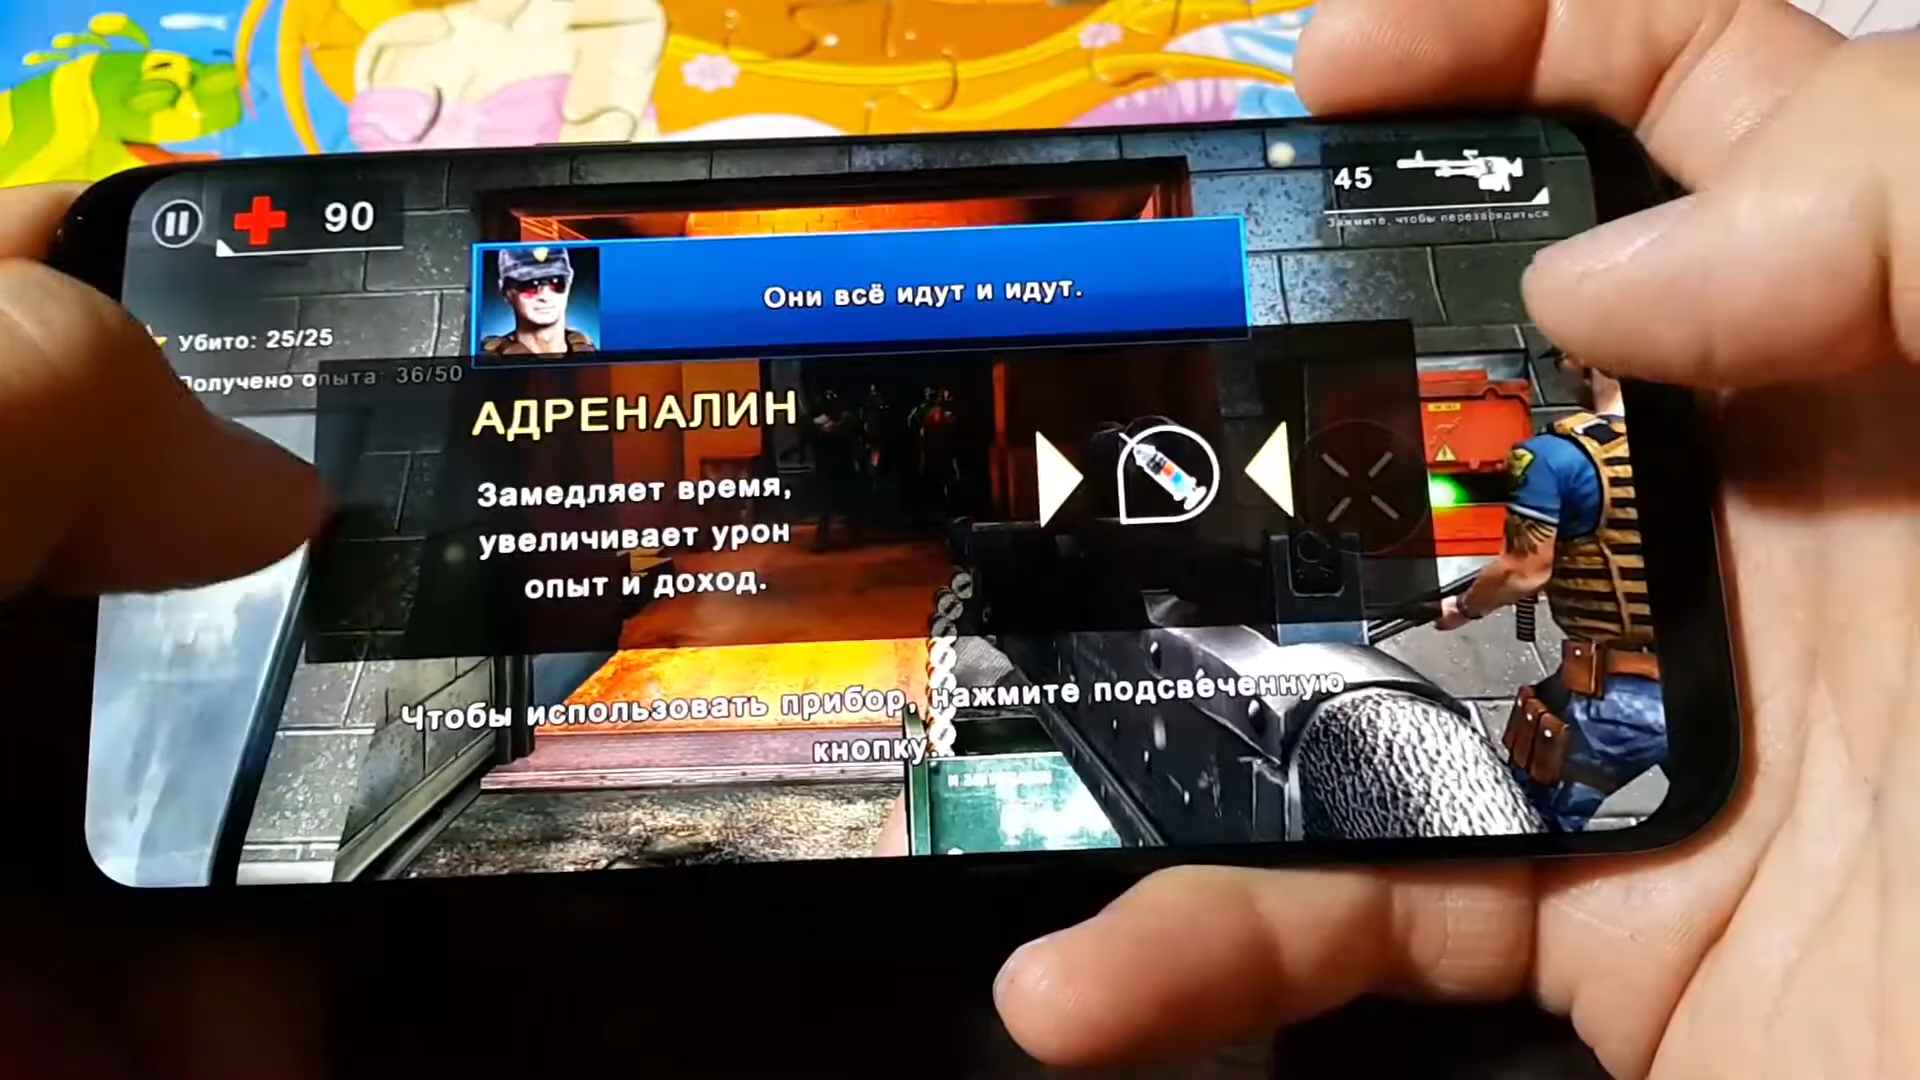 90
45
Зажмите, чтобы перезарядиться
Они всё идут и идут.
Убито: 25/25
Получено опыта: 36/50
АДРЕНАЛИН
Замедляет время,
увеличивает урон
опыт и доход.
Чтобы использовать прибор, нажмите подсвеченную
кнопку.